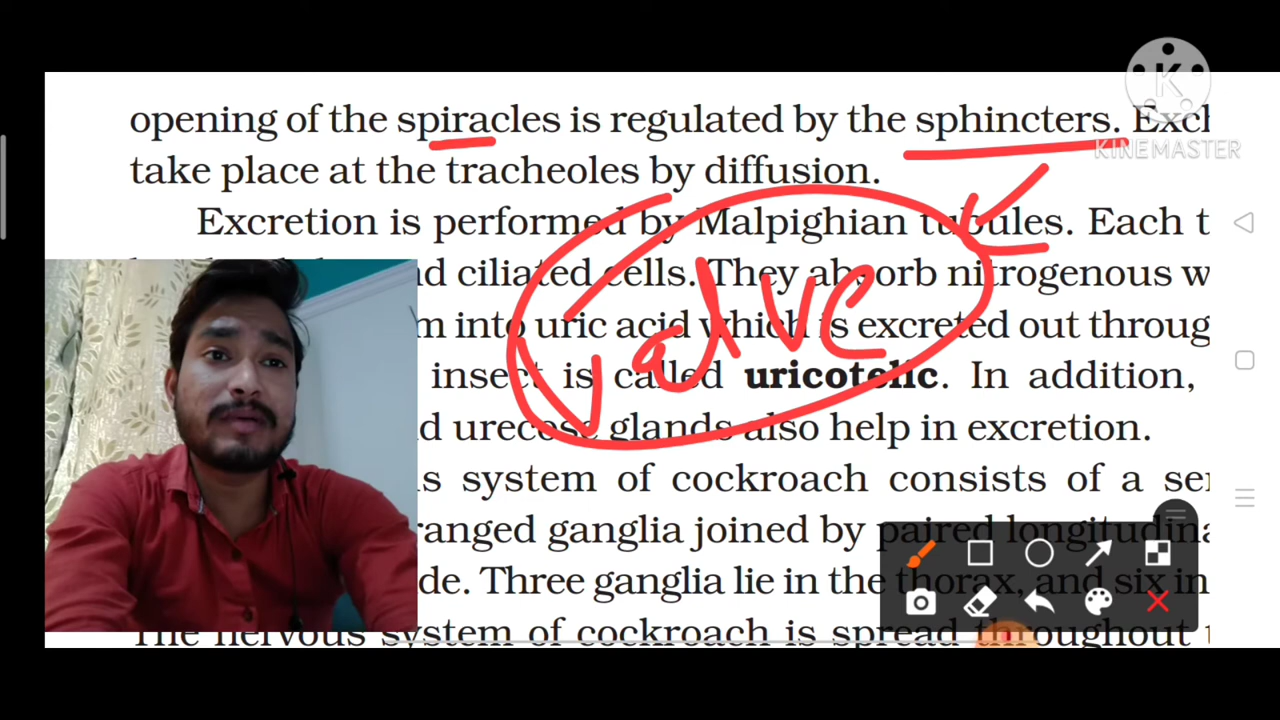 opening of the spiracles is regulated by the sphincters. Exch
KINEMASTER
take place at the tracheoles by diffusion.
Excretion is performed by Malpighian tubules. Each t
and ciliated cells. They absorb nitrogenous w
m into uric acid which is excreted out throug
valve
insect is called uricotelic. In addition,
d urecose glands also help in excretion.
s system of cockroach consists of a ser
ranged ganglia joined by paired longitudina
de. Three ganglia lie in the thorax, and six in
The nervous system of cockroach is spread throughout t